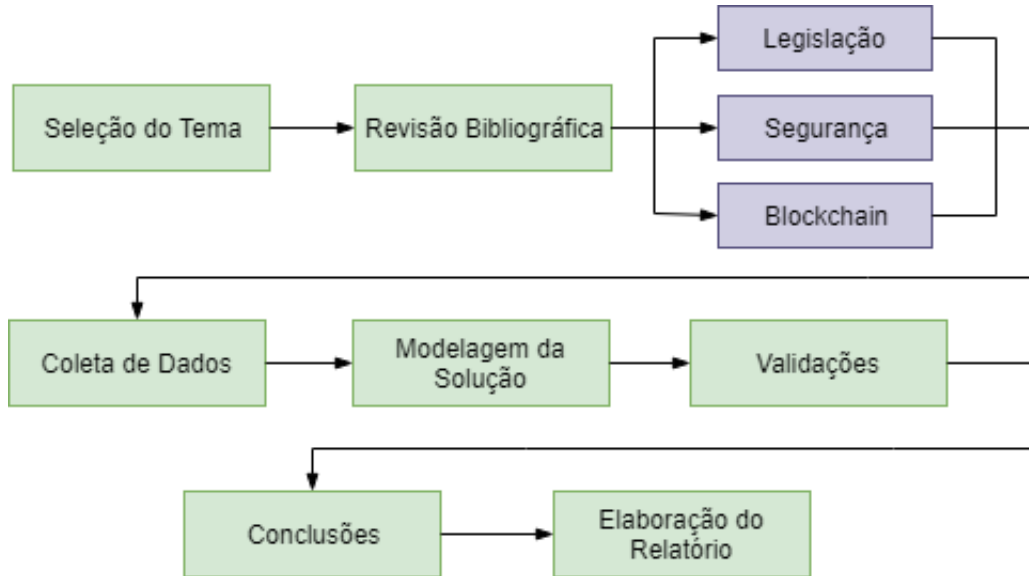 Legislação
Seleção do Tema
Revisão Bibliográfica
Segurança
Blockchain
Coleta de Dados
Modelagem da
Solução
Validações
Conclusões
Elaboração do
Relatório